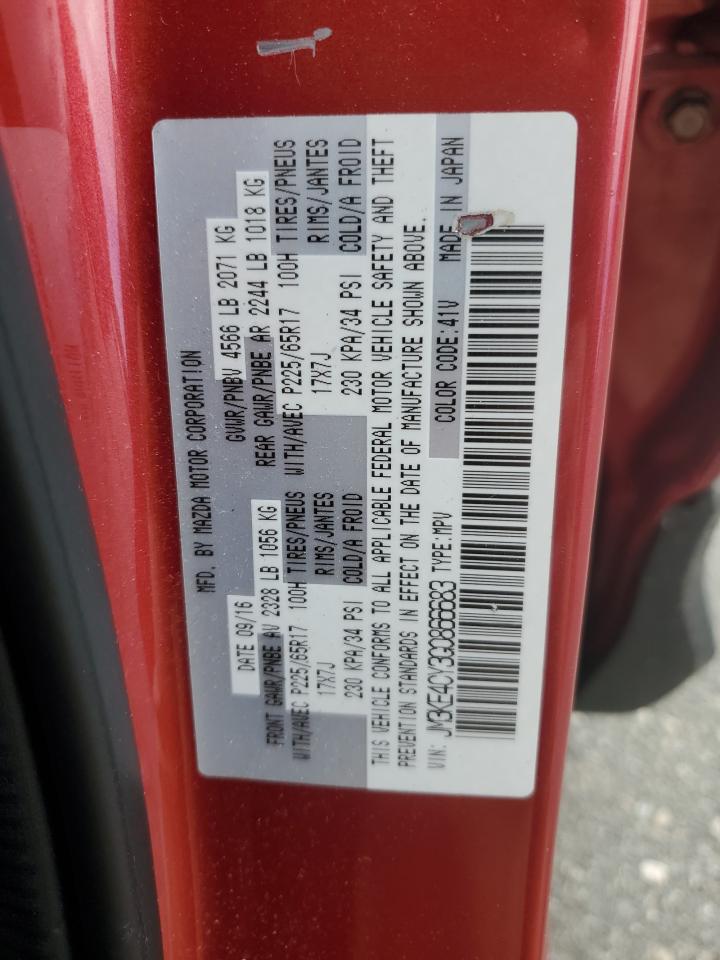 MFD. BY MAZDA MOTOR CORPORATION
DATE 09/16 GVWR/PNBV 4566 LB 2071 KG
FRONT GAWR/PNBE AV 2328 LB 1056 KG REAR GAWR/PNBE AR 2244 LB 1018 KG
WITH/AVEC P225/65R17 100H TIRES/PNEUS WITH/AVEC P225/65R17 100H TIRES/PNEUS
17X7J RIMS/JANTES 17X7J RIMS/JANTES
230 KPA/34 PSI COLD/A FROID 230 KPA/34 PSI COLD/A FROID
THIS VEHICLE CONFORMS TO ALL APPLICABLE FEDERAL MOTOR VEHICLE SAFETY AND THEFT
PREVENTION STANDARDS IN EFFECT ON THE DATE OF MANUFACTURE SHOWN ABOVE.
VIN: JM3KE4CY3G0866683 TYPE:MPV COLOR CODE:41V MADE IN JAPAN